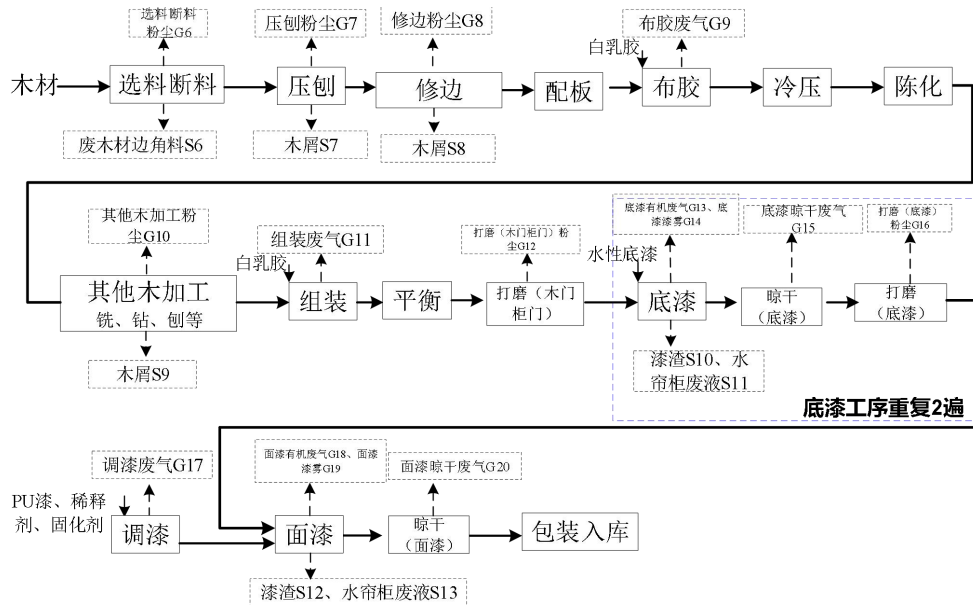 选料断料
粉尘G6
压刨粉尘G7
修边粉尘G8
布胶废气G9
白乳胶
木材
选料断料
压刨
修边
配板
布胶
冷压
陈化
废木材边角料S6
木屑S7
木屑S8
其他木加工粉
尘G10
组装废气G11
打磨（木门柜门）粉
尘G12
底漆有机废气G13、底
漆漆雾G14
底漆晾干废气
G15
打磨（底漆）
粉尘G16
白乳胶
水性底漆
其他木加工
铣、钻、刨等
组装
平衡
打磨（木门
柜门）
底漆
晾干
（底漆）
打磨
（底漆）
木屑S9
漆渣S10、水
帘柜废液S11
底漆工序重复2遍
调漆废气G17
面漆有机废气G18、面漆
漆雾G19
面漆晾干废气G20
PU漆、稀释
剂、固化剂
调漆
面漆
晾干
（面漆）
包装入库
漆渣S12、水帘柜废液S13